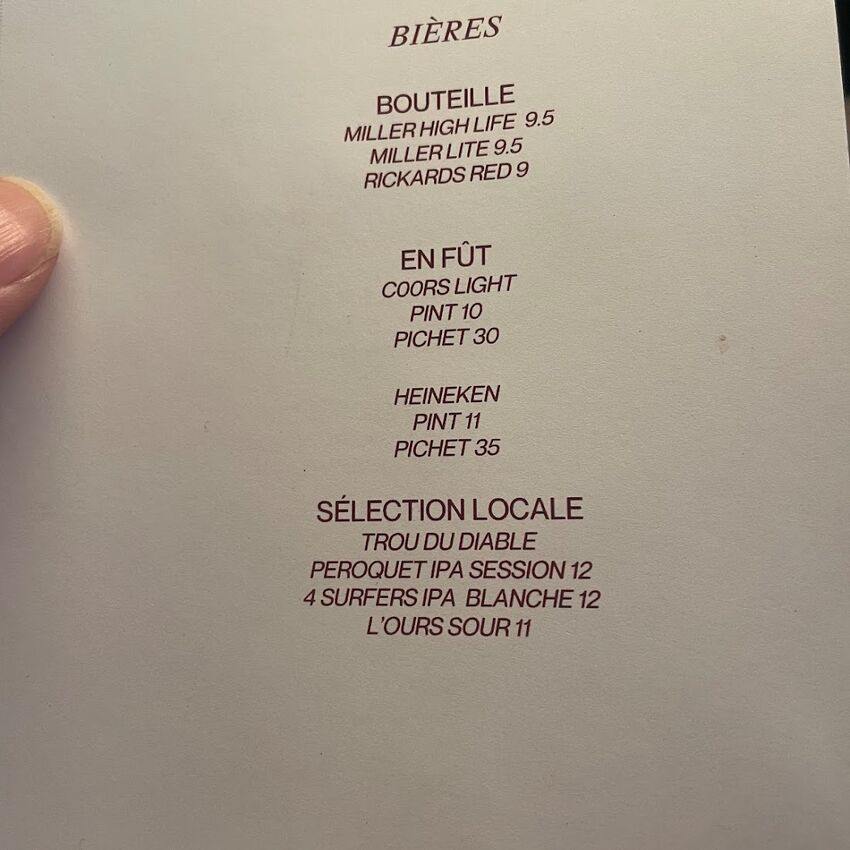 BIÈRES
BOUTEILLE
MILLER HIGH LIFE 9.5
MILLER LITE 9.5
RICKARDS RED 9
EN FÛT
C00RS LIGHT
PINT 10
PICHET 30
HEINEKEN
PINT 11
PICHET 35
SÉLECTION LOCALE
TROU DU DIABLE
PEROQUET IPA SESSION 12
4 SURFERS IPA BLANCHE 12
L'OURS SOUR 11